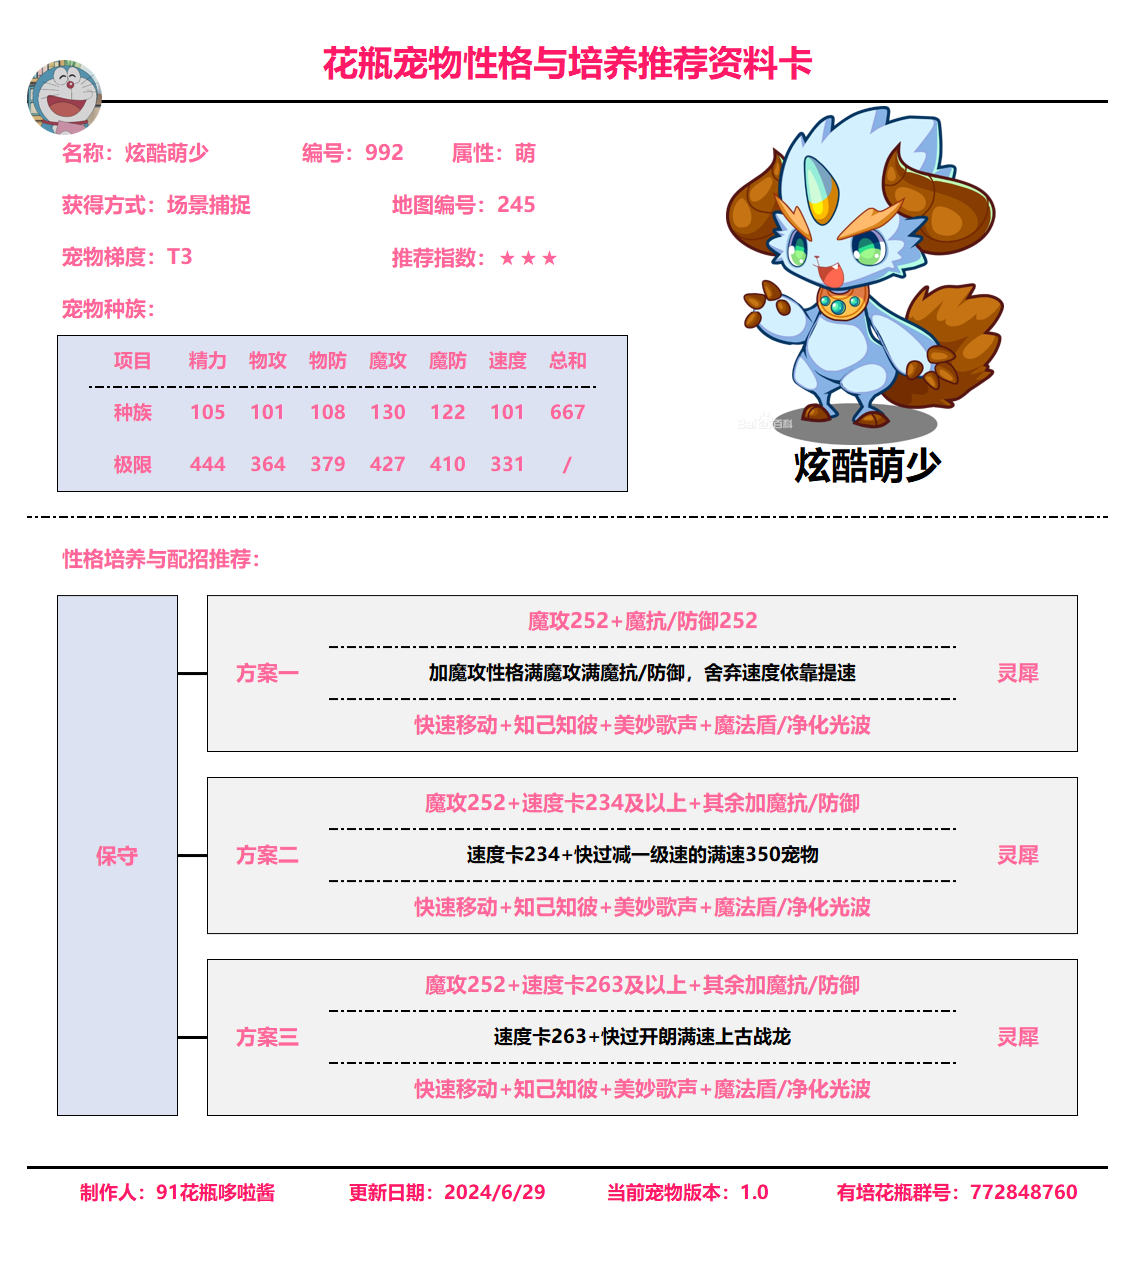 花瓶宠物性格与培养推荐资料卡
名称：炫酷萌少 编号：992 属性：萌
获得方式：场景捕捉 地图编号：245
宠物梯度：T3 推荐指数：★★★
宠物种族：
项目 精力 物攻 物防 魔攻 魔防 速度 总和
种族 105 101 108 130 122 101 667
极限 444 364 379 427 410 331 /
Bai 百科
炫酷萌少
性格培养与配招推荐：
保守
方案一
魔攻252+魔抗/防御252
加魔攻性格满魔攻满魔抗/防御，舍弃速度依靠提速
快速移动+知己知彼+美妙歌声+魔法盾/净化光波
灵犀
方案二
魔攻252+速度卡234及以上+其余加魔抗/防御
速度卡234+快过减一级速的满速350宠物
快速移动+知己知彼+美妙歌声+魔法盾/净化光波
灵犀
方案三
魔攻252+速度卡263及以上+其余加魔抗/防御
速度卡263+快过开朗满速上古战龙
快速移动+知己知彼+美妙歌声+魔法盾/净化光波
灵犀
制作人：91花瓶哆啦酱 更新日期：2024/6/29 当前宠物版本：1.0 有培花瓶群号：772848760